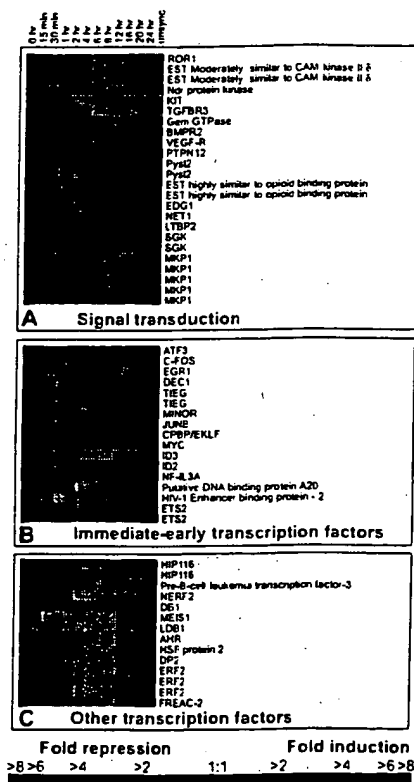 0 hr
15 min
30 min
1 hr
2 hr
4 hr
6 hr
8 hr
12 hr
16 hr
20 hr
24 hr
unsync
ROR1
EST Moderately similar to CAM kinase II δ
EST Moderately similar to CAM kinase II δ
Ndr protein kinase
KIT
TGFBR3
Gem GTPase
BMPR2
VEGF-R
PTPN12
Pyst2
Pyst2
EST highly similar to opioid binding protein
EST highly similar to opioid binding protein
EDG1
NET1
LTBP2
SGK
SGK
MKP1
MKP1
MKP1
MKP1
MKP1
A Signal transduction
ATF3
C-FOS
EGR1
DEC1
TIEG
TIEG
MINOR
JUNB
CPBP/EKLF
MYC
ID3
ID2
NF-IL3A
Putative DNA binding protein A20
HIV-1 Enhancer binding protein - 2
ETS2
ETS2
B Immediate-early transcription factors
HIP116
HIP116
Pre-B-cell leukemia transcription factor-3
NERF2
DB1
MEIS1
LDB1
AHR
HSF protein 2
DP2
ERF2
ERF2
ERF2
FREAC-2
C Other transcription factors
Fold repression Fold induction
>8 >6 >4 >2 1:1 >2 >4 >6 >8